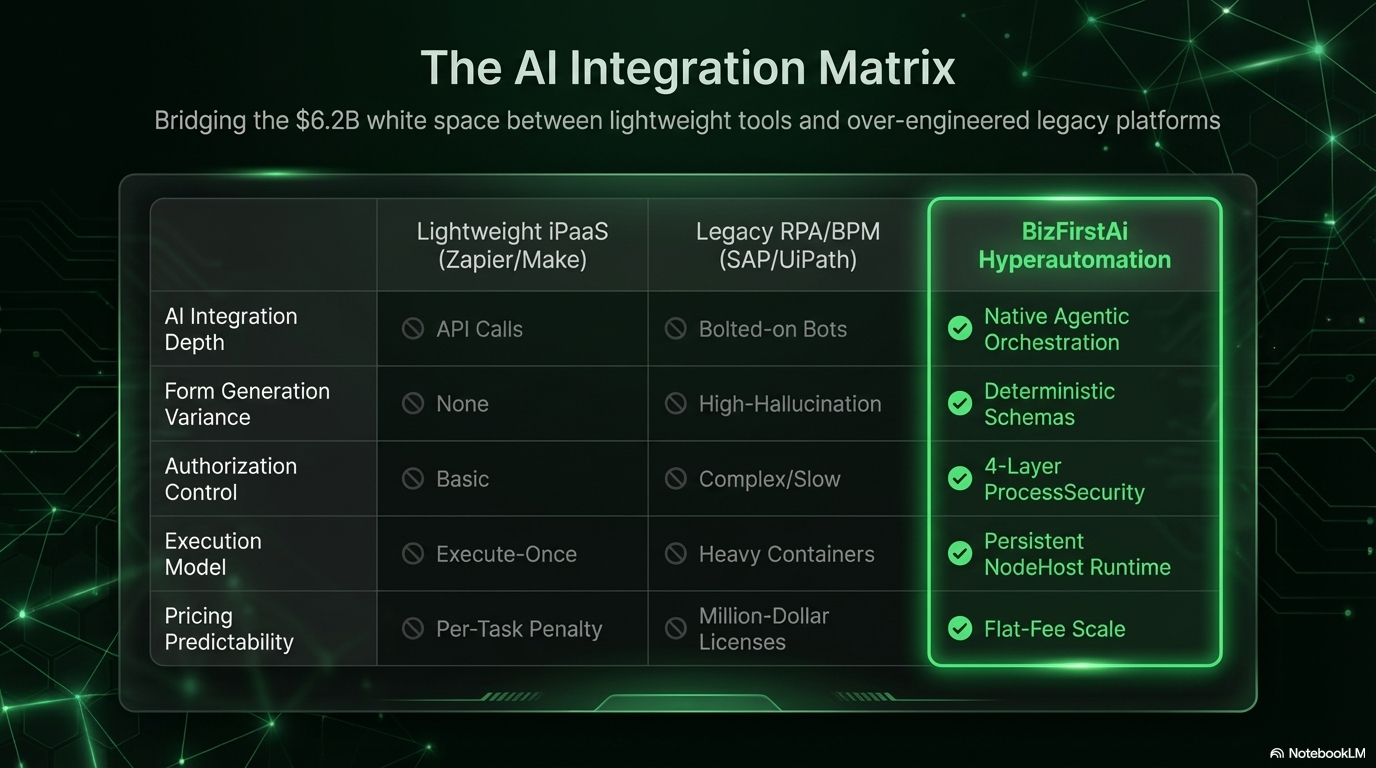 The AI Integration Matrix
Bridging the $6.2B white space between lightweight tools and over-engineered legacy platforms
Lightweight iPaaS
(Zapier/Make)
Legacy RPA/BPM
(SAP/UiPath)
BizFirstAi
Hyperautomation
AI Integration
Depth
API Calls
Bolted-on Bots
Native Agentic
Orchestration
Form Generation
Variance
None
High-Hallucination
Deterministic
Schemas
Authorization
Control
Basic
Complex/Slow
4-Layer
ProcessSecurity
Execution
Model
Execute-Once
Heavy Containers
Persistent
NodeHost Runtime
Pricing
Predictability
Per-Task Penalty
Million-Dollar
Licenses
Flat-Fee Scale
NotebookLM